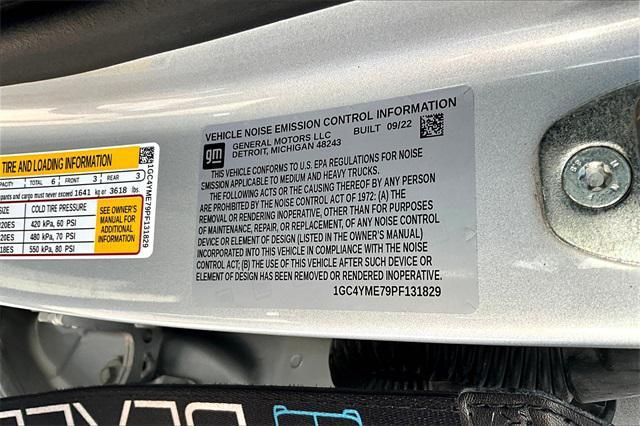 TIRE AND LOADING INFORMATION
TOTAL 6 FRONT 3 REAR 3
and cargo must never exceed 1641 kg or 3618 lbs.
COLD TIRE PRESSURE
420 kPa, 60 PSI
480 kPa, 70 PSI
550 kPa, 80 PSI
SEE OWNER'S
MANUAL FOR
ADDITIONAL
INFORMATION
1GC4YME79PF131829
VEHICLE NOISE EMISSION CONTROL INFORMATION
gm
GENERAL MOTORS LLC BUILT 09/22
DETROIT, MICHIGAN 48243
THIS VEHICLE CONFORMS TO U.S. EPA REGULATIONS FOR NOISE
EMISSION APPLICABLE TO MEDIUM AND HEAVY TRUCKS.
THE FOLLOWING ACTS OR THE CAUSING THEREOF BY ANY PERSON
ARE PROHIBITED BY THE NOISE CONTROL ACT OF 1972: (A) THE
REMOVAL OR RENDERING INOPERATIVE, OTHER THAN FOR PURPOSES
OF MAINTENANCE, REPAIR, OR REPLACEMENT, OF ANY NOISE CONTROL
DEVICE OR ELEMENT OF DESIGN (LISTED IN THE OWNER'S MANUAL)
INCORPORATED INTO THIS VEHICLE IN COMPLIANCE WITH THE NOISE
CONTROL ACT; (B) THE USE OF THIS VEHICLE AFTER SUCH DEVICE OR
ELEMENT OF DESIGN HAS BEEN REMOVED OR RENDERED INOPERATIVE.
1GC4YME79PF131829